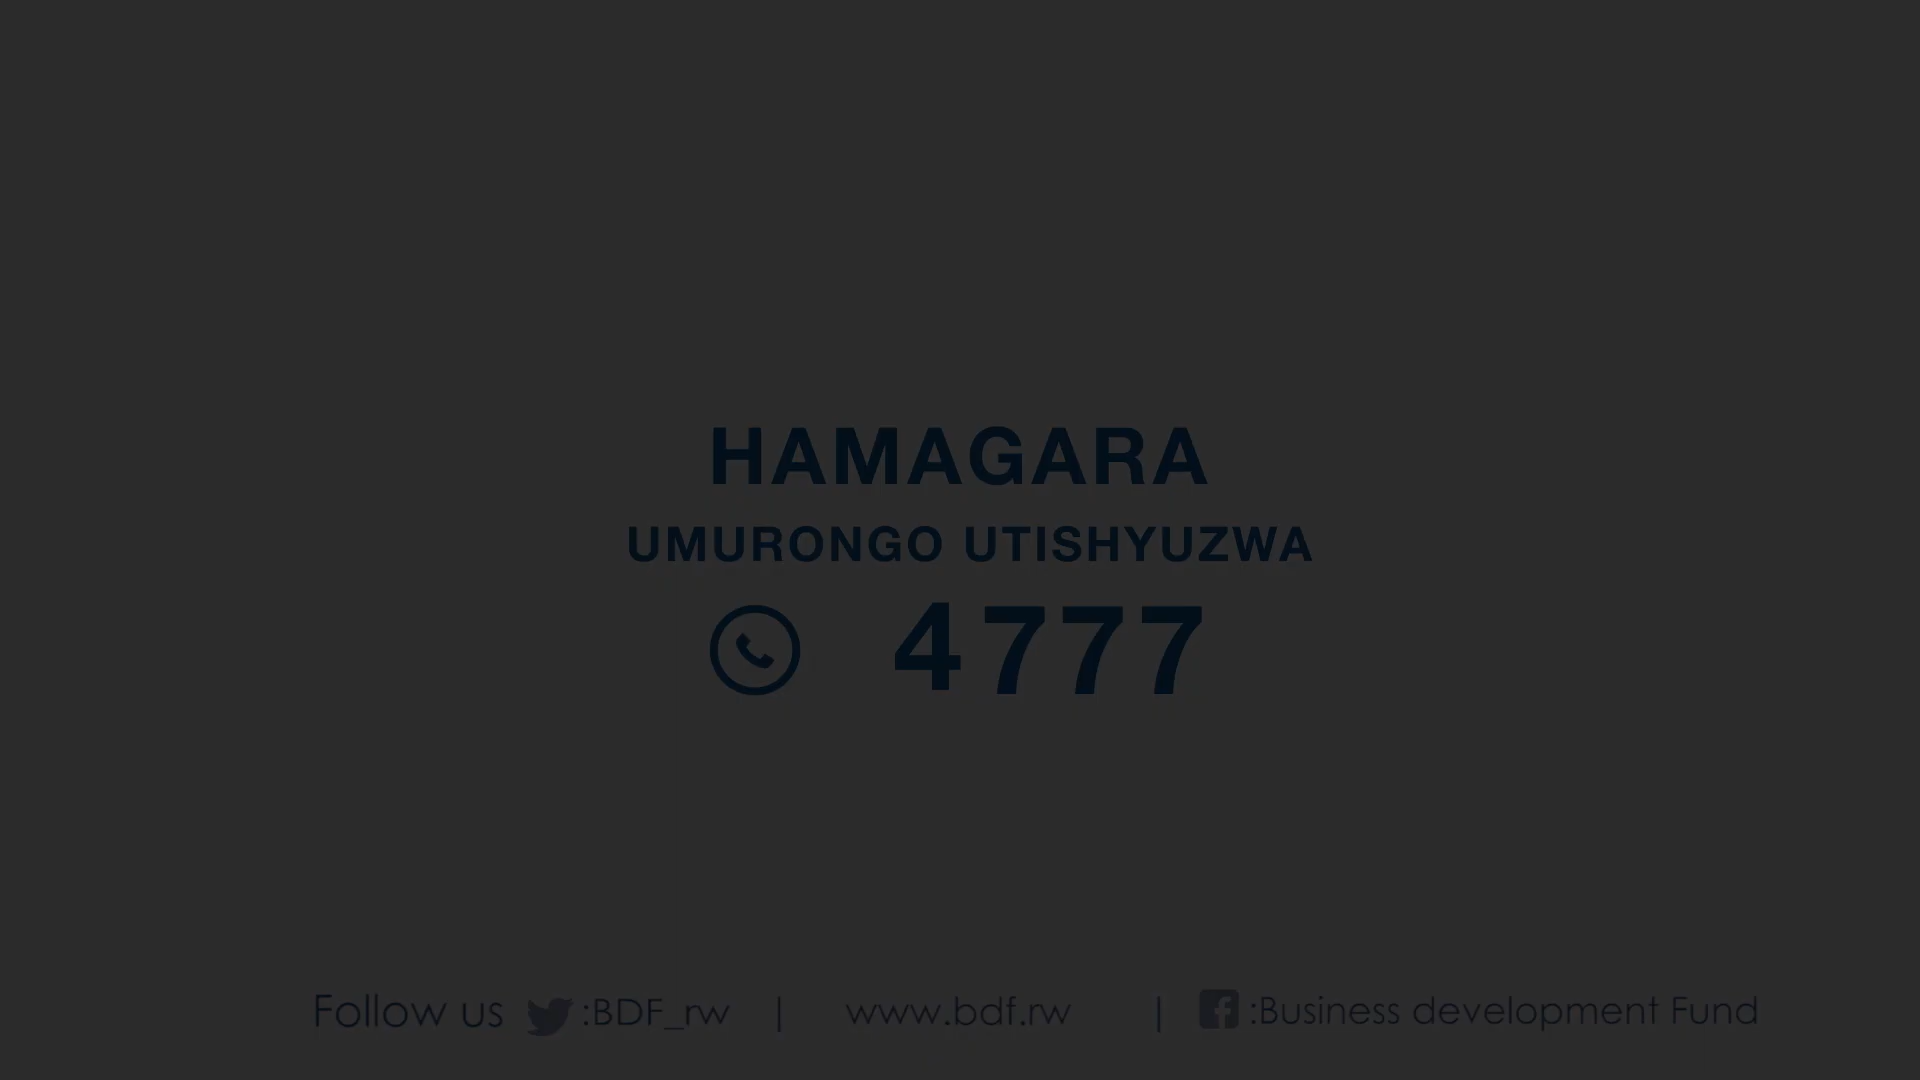 HAMAGARA
UMURONGO UTISHYUZWA
4777
Follow us :BDF_rw | www.bdf.rw | :Business development Fund